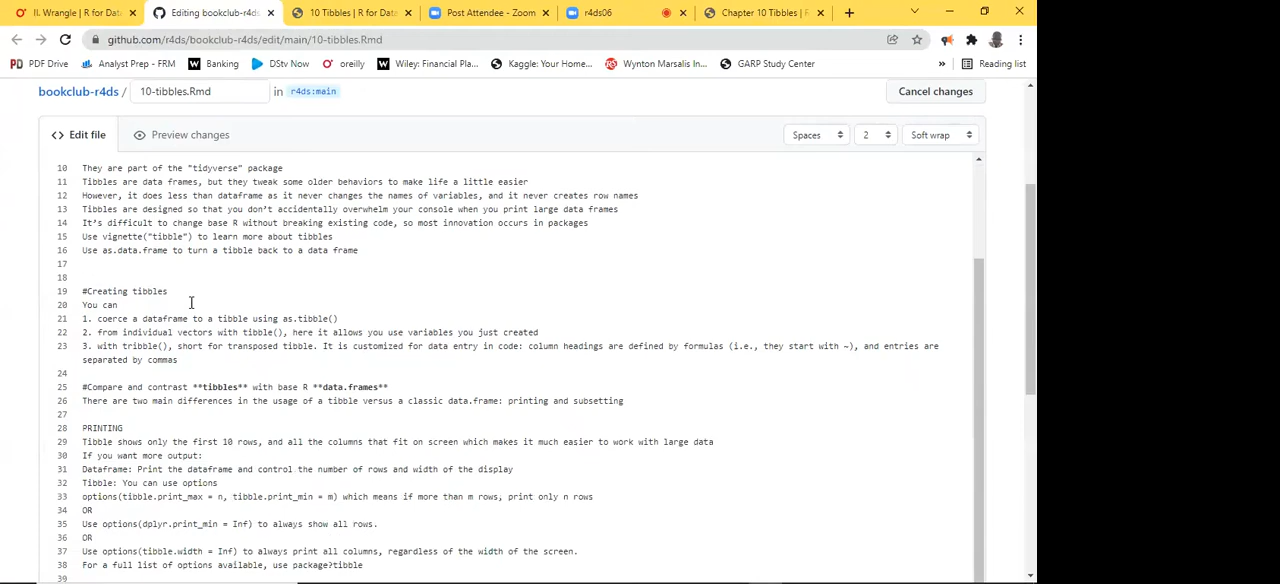 II. Wrangle | R for Dat
Editing bookclub-r4ds
10 Tibbles | R for Dat
Post Attendee - Zoom
r4ds06
Chapter 10 Tibbles | R
github.com/r4ds/bookclub-r4ds/edit/main/10-tibbles.Rmd
PDF Drive
Analyst Prep - FRM
Banking
DStv Now
oreilly
Wiley: Financial Pla...
Kaggle: Your Home...
Wynton Marsalis In...
GARP Study Center
»
Reading list
bookclub-r4ds / 10-tibbles.Rmd in r4ds:main
Cancel changes
<> Edit file
Preview changes
Spaces
2
Soft wrap
10 They are part of the "tidyverse" package
11 Tibbles are data frames, but they tweak some older behaviors to make life a little easier
12 However, it does less than dataframe as it never changes the names of variables, and it never creates row names
13 Tibbles are designed so that you don't accidentally overwhelm your console when you print large data frames
14 It's difficult to change base R without breaking existing code, so most innovation occurs in packages
15 Use vignette("tibble") to learn more about tibbles
16 Use as.data.frame to turn a tibble back to a data frame
17
18
19 #Creating tibbles
20 You can
21 1. coerce a dataframe to a tibble using as.tibble()
22 2. from individual vectors with tibble(), here it allows you use variables you just created
23 3. with tribble(), short for transposed tibble. It is customized for data entry in code: column headings are defined by formulas (i.e., they start with ~), and entries are
separated by commas
24
25 #Compare and contrast **tibbles** with base R **data.frames**
26 There are two main differences in the usage of a tibble versus a classic data.frame: printing and subsetting
27
28 PRINTING
29 Tibble shows only the first 10 rows, and all the columns that fit on screen which makes it much easier to work with large data
30 If you want more output:
31 Dataframe: Print the dataframe and control the number of rows and width of the display
32 Tibble: You can use options
33 options(tibble.print_max = n, tibble.print_min = m) which means if more than m rows, print only n rows
34 OR
35 Use options(dplyr.print_min = Inf) to always show all rows.
36 OR
37 Use options(tibble.width = Inf) to always print all columns, regardless of the width of the screen.
38 For a full list of options available, use package?tibble
39